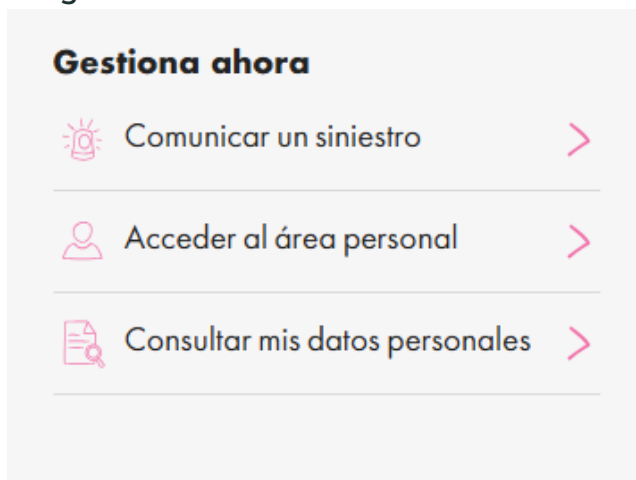 Gestiona ahora
Comunicar un siniestro
Acceder al área personal
Consultar mis datos personales